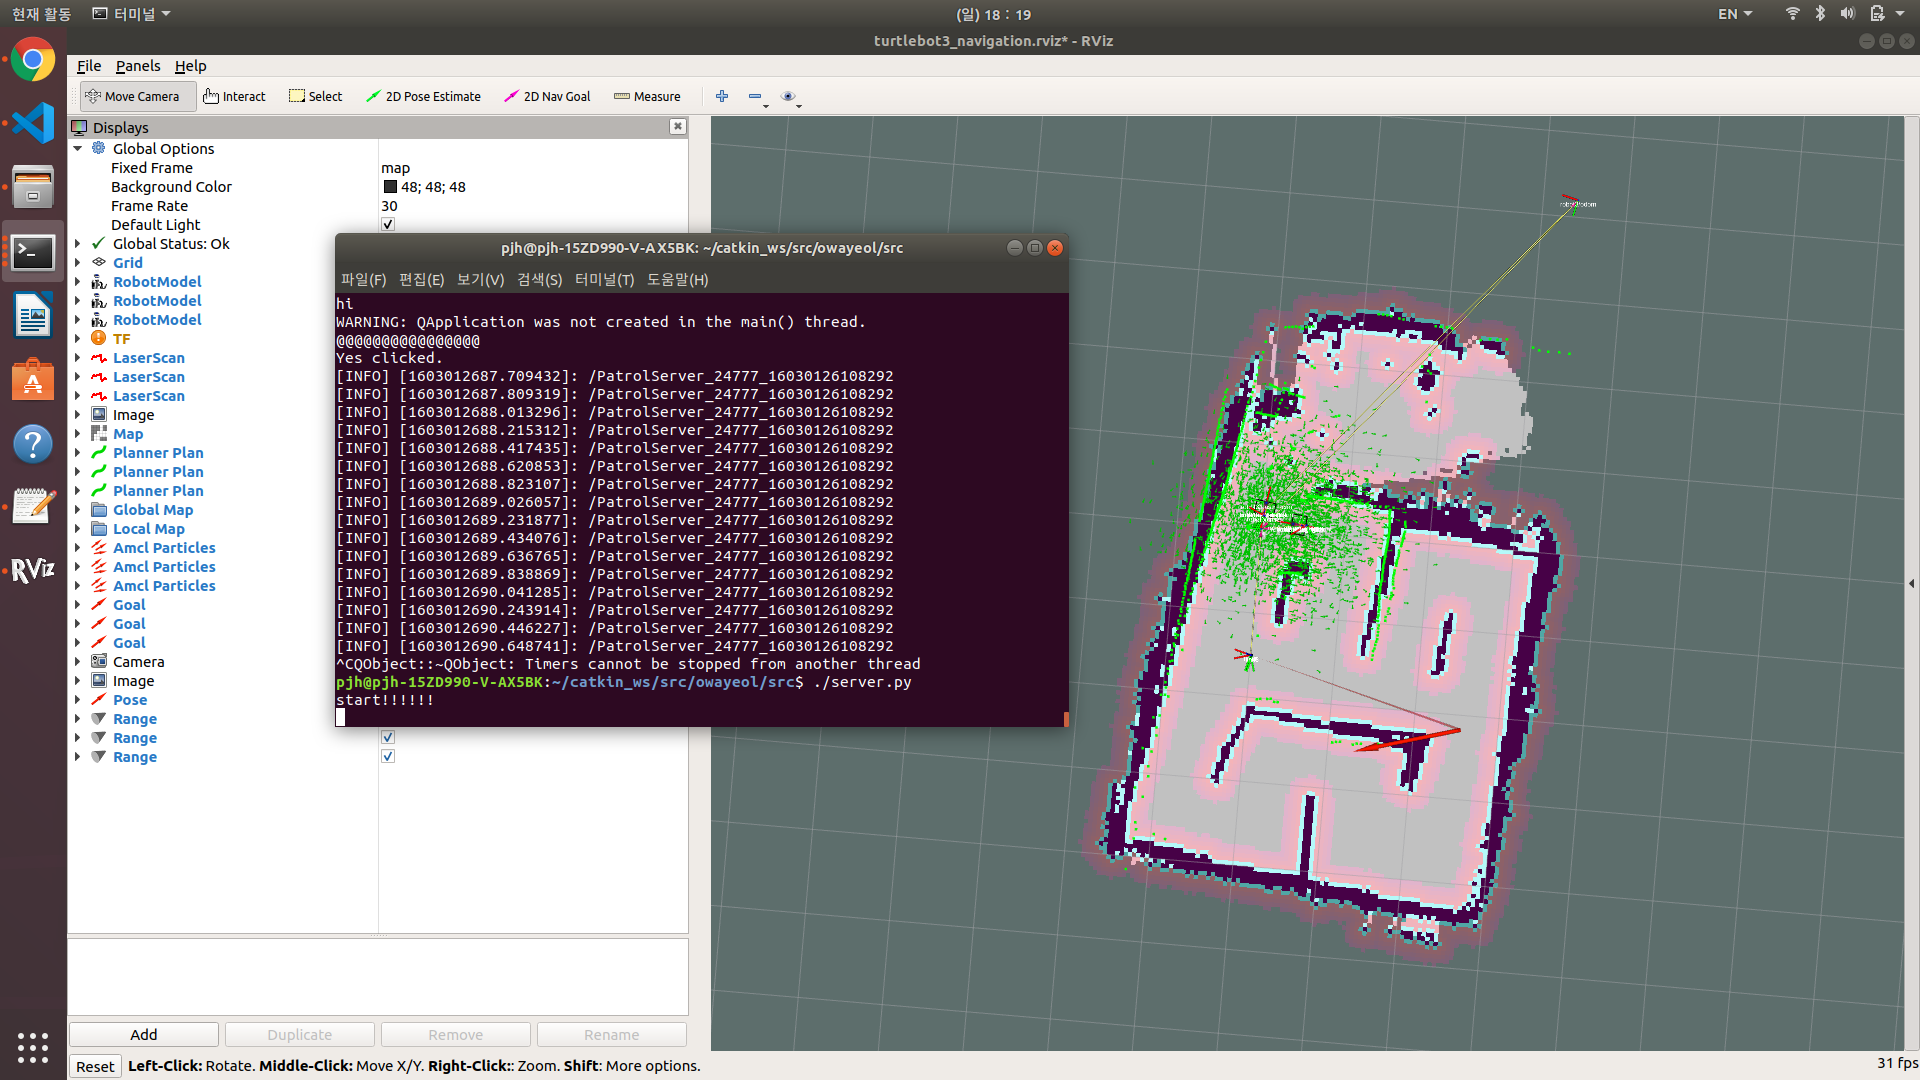 현재 활동
터미널
(일) 18 : 19
EN
turtlebot3_navigation.rviz* - RViz
File Panels Help
Move Camera Interact Select 2D Pose Estimate 2D Nav Goal Measure
Displays
Global Options
Fixed Frame map
Background Color 48; 48; 48
Frame Rate 30
Default Light
Global Status: Ok
Grid
RobotModel
RobotModel
RobotModel
TF
LaserScan
LaserScan
LaserScan
Image
Map
Planner Plan
Planner Plan
Planner Plan
Global Map
Local Map
Amcl Particles
Amcl Particles
Amcl Particles
Goal
Goal
Goal
Camera
Image
Pose
Range
Range
Range
Add Duplicate Remove Rename
Reset Left-Click: Rotate. Middle-Click: Move X/Y. Right-Click:: Zoom. Shift: More options.
31 fps
RViz
pjh@pjh-15ZD990-V-AX5BK: ~/catkin_ws/src/owayeol/src
파일(F) 편집(E) 보기(V) 검색(S) 터미널(T) 도움말(H)
hi
WARNING: QApplication was not created in the main() thread.
@@@@@@@@@@@@@@@@
Yes clicked.
[INFO] [1603012687.709432]: /PatrolServer_24777_16030126108292
[INFO] [1603012687.809319]: /PatrolServer_24777_16030126108292
[INFO] [1603012688.013296]: /PatrolServer_24777_16030126108292
[INFO] [1603012688.215312]: /PatrolServer_24777_16030126108292
[INFO] [1603012688.417435]: /PatrolServer_24777_16030126108292
[INFO] [1603012688.620853]: /PatrolServer_24777_16030126108292
[INFO] [1603012688.823107]: /PatrolServer_24777_16030126108292
[INFO] [1603012689.026057]: /PatrolServer_24777_16030126108292
[INFO] [1603012689.231877]: /PatrolServer_24777_16030126108292
[INFO] [1603012689.434076]: /PatrolServer_24777_16030126108292
[INFO] [1603012689.636765]: /PatrolServer_24777_16030126108292
[INFO] [1603012689.838869]: /PatrolServer_24777_16030126108292
[INFO] [1603012690.041285]: /PatrolServer_24777_16030126108292
[INFO] [1603012690.243914]: /PatrolServer_24777_16030126108292
[INFO] [1603012690.446227]: /PatrolServer_24777_16030126108292
[INFO] [1603012690.648741]: /PatrolServer_24777_16030126108292
^CQObject::~QObject: Timers cannot be stopped from another thread
pjh@pjh-15ZD990-V-AX5BK:~/catkin_ws/src/owayeol/src$ ./server.py
start!!!!!!